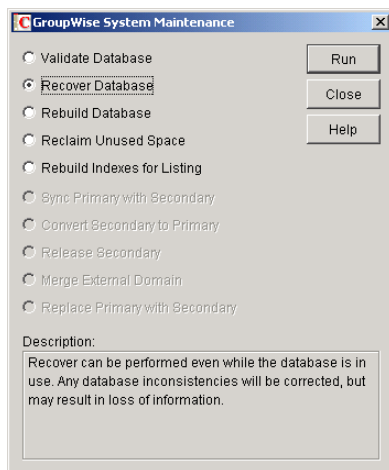 GroupWise System Maintenance
Validate Database
Run
Recover Database
Close
Rebuild Database
Help
Reclaim Unused Space
Rebuild Indexes for Listing
Sync Primary with Secondary
Convert Secondary to Primary
Release Secondary
Merge External Domain
Replace Primary with Secondary
Description:
Recover can be performed even while the database is in
use. Any database inconsistencies will be corrected, but
may result in loss of information.